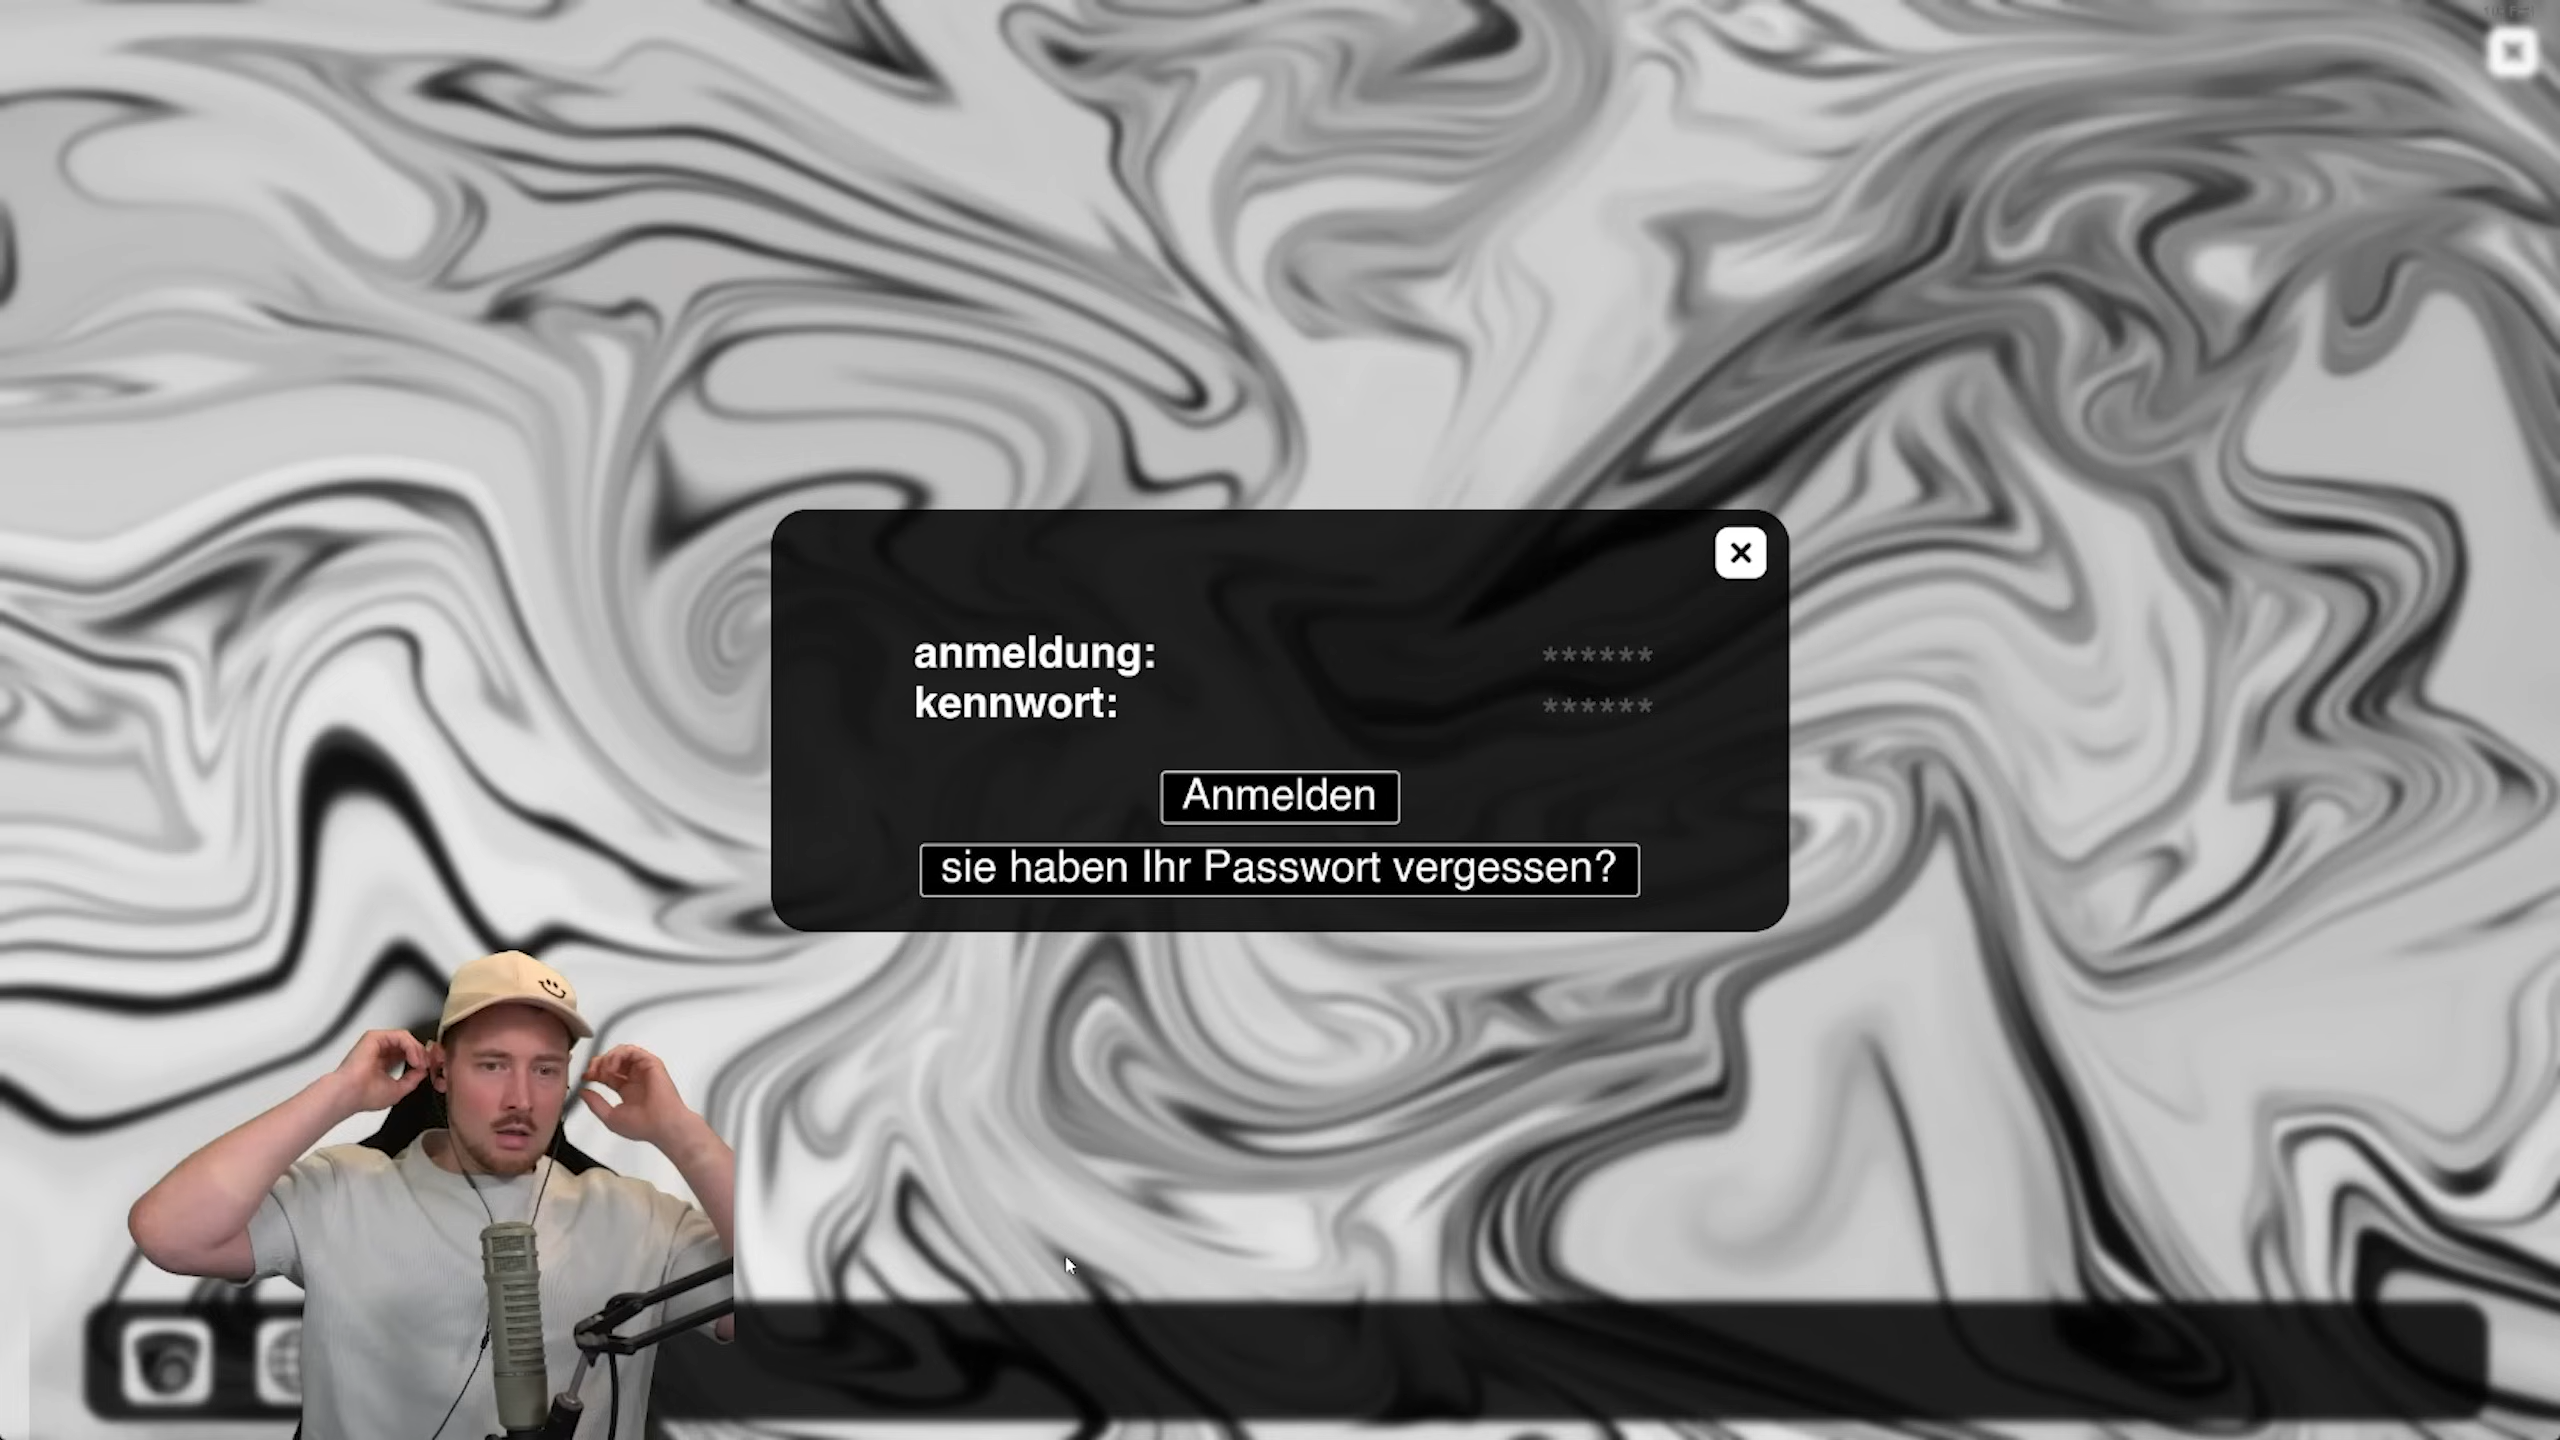 anmeldung: ******
kennwort: ******
Anmelden
sie haben Ihr Passwort vergessen?